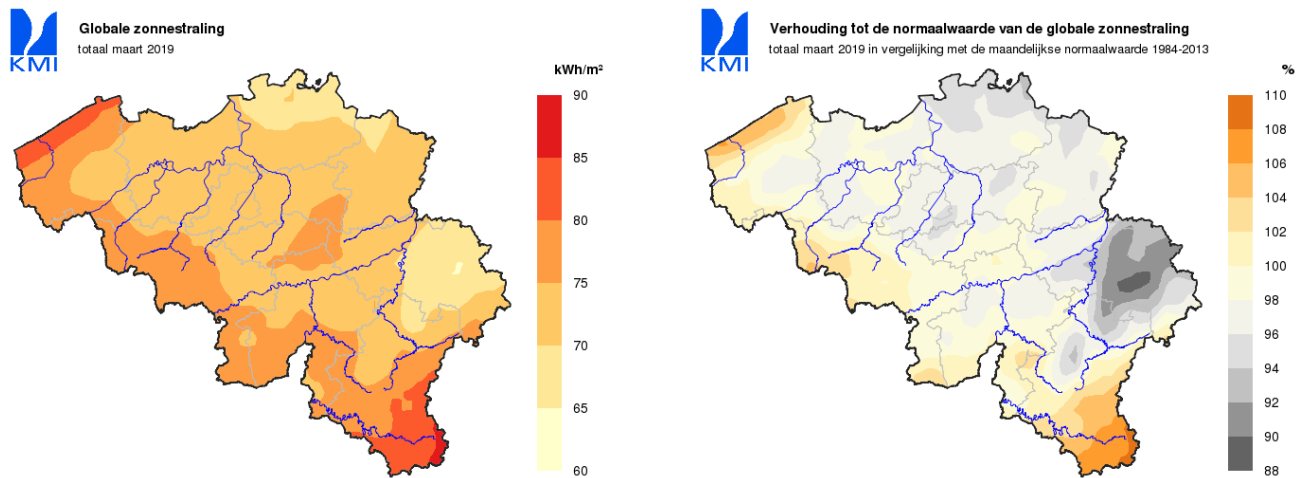 KMI
Globale zonnestraling
totaal maart 2019
kWh/m²
90
85
80
75
70
65
60
KMI
Verhouding tot de normaalwaarde van de globale zonnestraling
totaal maart 2019 in vergelijking met de maandelijkse normaalwaarde 1984-2013
%
110
108
106
104
102
100
98
96
94
92
90
88